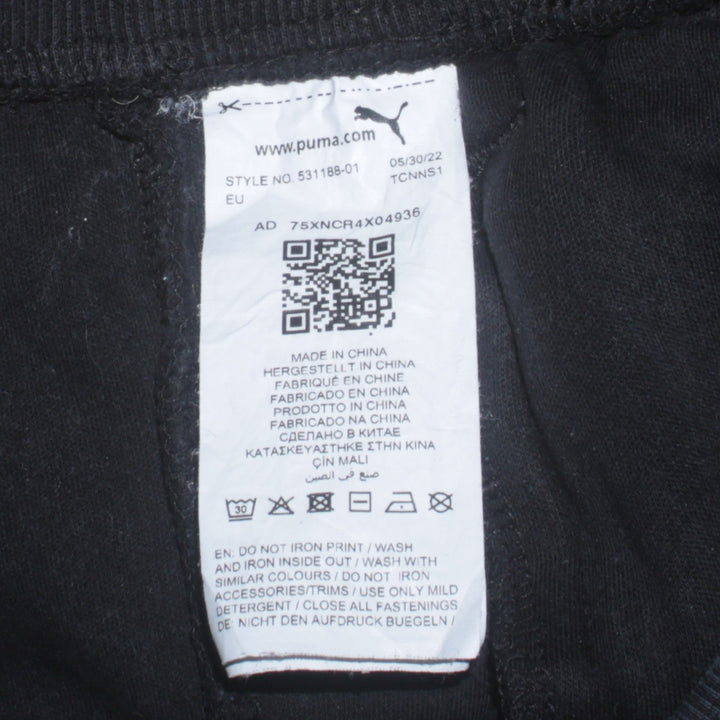 www.puma.com
STYLE NO. 531188-01 05/30/22
EU TCNNS1
AD 75XNCR4X04936
MADE IN CHINA
HERGESTELLT IN CHINA
FABRIQUÉ EN CHINE
FABRICADO EN CHINA
PRODOTTO IN CHINA
FABRICADO NA CHINA
СДЕЛАНО В КИТАЕ
ΚΑΤΑΣΚΕΥΑΣΤΗΚΕ ΣΤΗΝ ΚΙΝΑ
ÇİN MALI
صنع في الصين
30
EN: DO NOT IRON PRINT / WASH
AND IRON INSIDE OUT / WASH WITH
SIMILAR COLOURS / DO NOT IRON
ACCESSORIES/TRIMS / USE ONLY MILD
DETERGENT / CLOSE ALL FASTENINGS
DE: NICHT DEN AUFDRUCK BUEGELN /